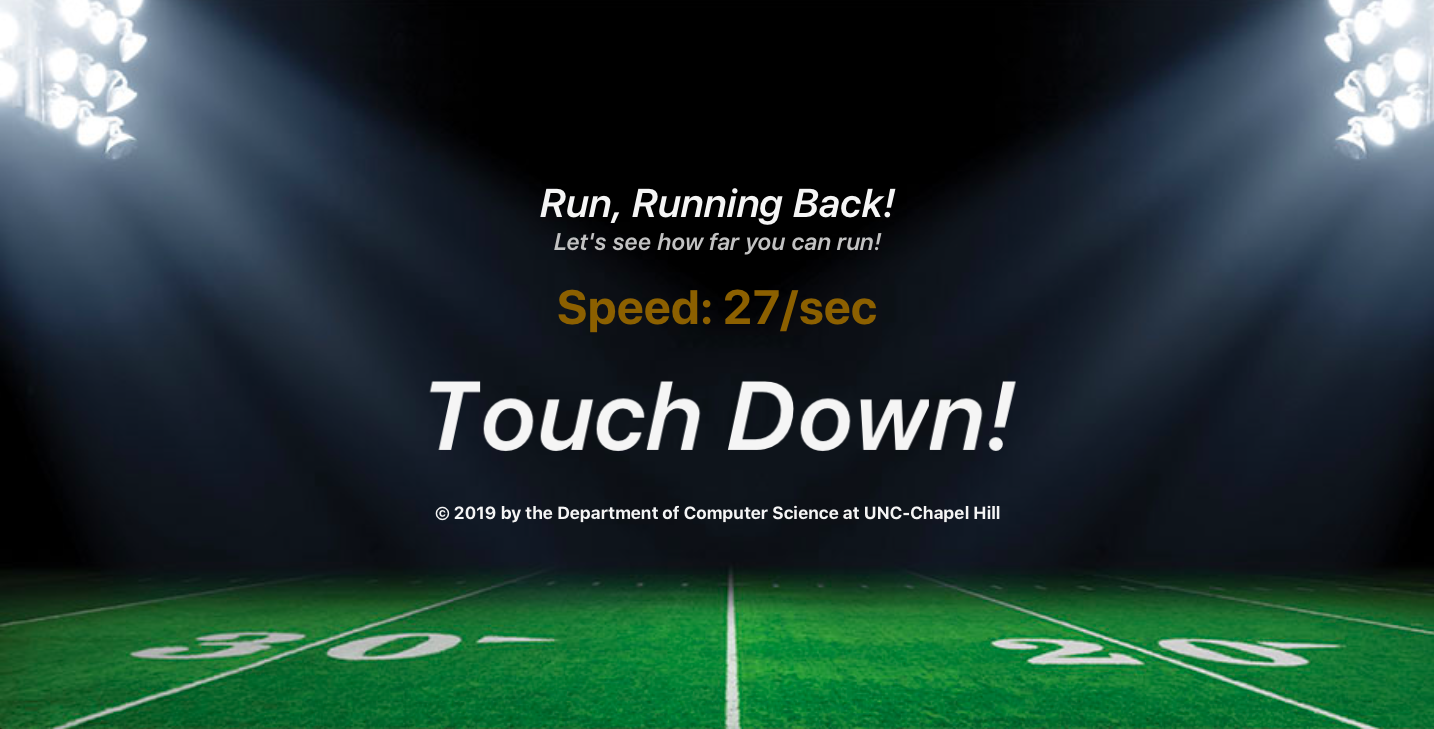 Run, Running Back!
Let's see how far you can run!
Speed: 27/sec
Touch Down!
© 2019 by the Department of Computer Science at UNC-Chapel Hill
30 20